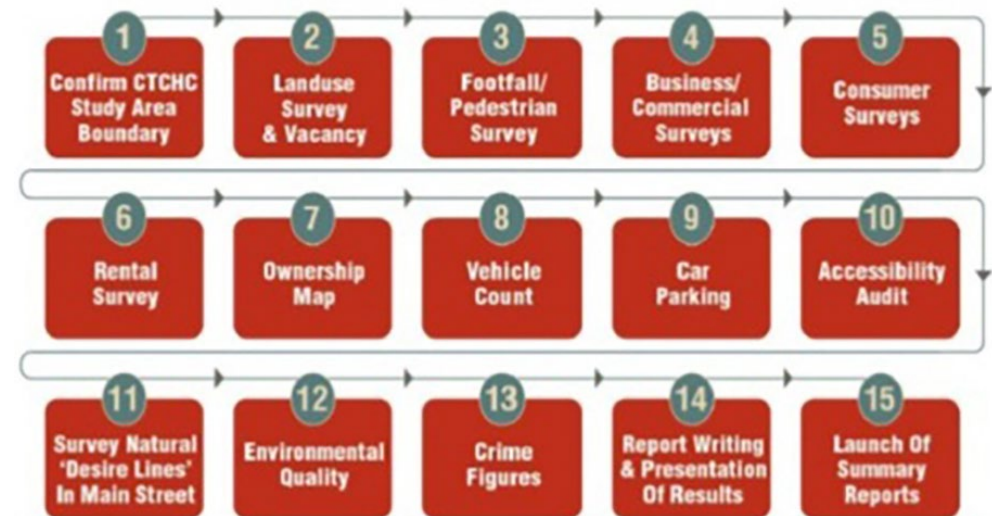 1
Confirm CTCHC
Study Area
Boundary
2
Landuse
Survey
& Vacancy
3
Footfall/
Pedestrian
Survey
4
Business/
Commercial
Surveys
5
Consumer
Surveys
6
Rental
Survey
7
Ownership
Map
8
Vehicle
Count
9
Car
Parking
10
Accessibility
Audit
11
Survey Natural
'Desire Lines'
In Main Street
12
Environmental
Quality
13
Crime
Figures
14
Report Writing
& Presentation
Of Results
15
Launch Of
Summary
Reports